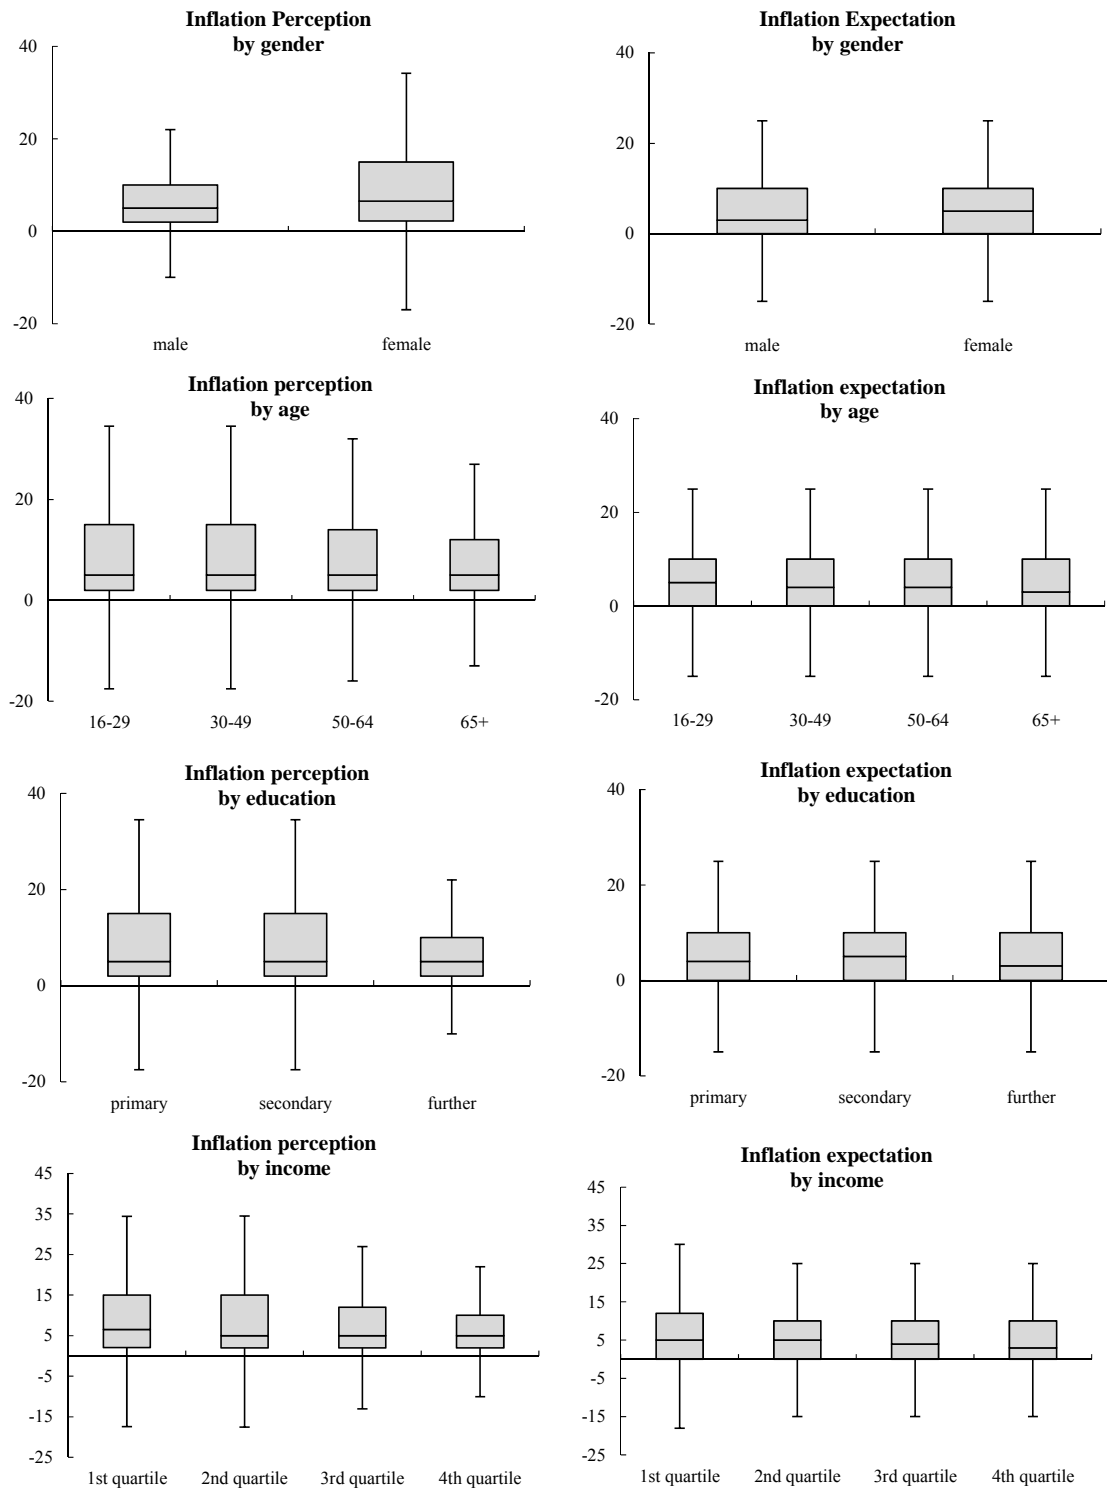 Inflation Perception
by gender
40
20
0
-20
male female
Inflation Expectation
by gender
40
20
0
-20
male female
Inflation perception
by age
40
20
0
-20
16-29 30-49 50-64 65+
Inflation expectation
by age
40
20
0
-20
16-29 30-49 50-64 65+
Inflation perception
by education
40
20
0
-20
primary secondary further
Inflation expectation
by education
40
20
0
-20
primary secondary further
Inflation perception
by income
45
35
25
15
5
-5
-15
-25
1st quartile 2nd quartile 3rd quartile 4th quartile
Inflation expectation
by income
45
35
25
15
5
-5
-15
-25
1st quartile 2nd quartile 3rd quartile 4th quartile